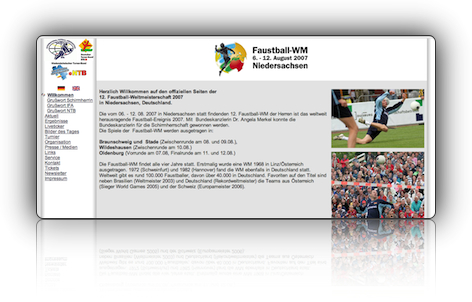 Faustball-WM
6. - 12. August 2007
Niedersachsen
NTB
Willkommen
Grußwort Schirmherrin
Grußwort IFA
Grußwort NTB
Aktuell
Ergebnisse
Liveticker
Bilder des Tages
Turnier
Organisation
Presse / Medien
Links
Service
Kontakt
Tickets
Newsletter
Impressum
Herzlich Willkommen auf den offiziellen Seiten der
12. Faustball-Weltmeisterschaft 2007
in Niedersachsen, Deutschland.
Die vom 06. - 12. 08. 2007 in Niedersachsen statt findenden 12. Faustball-WM der Herren ist das weltweit
herausragende Faustball-Ereignis 2007. Mit Bundeskanzlerin Dr. Angela Merkel konnte die
Bundeskanzlerin für die Schirmherrschaft gewonnen werden.
Die Spiele der Faustball-WM werden ausgetragen in
Braunschweig und Stade (Zwischenrunde am 08. und 09.08.),
Wildeshausen (Zwischenrunde am 10.08.)
Oldenburg (Vorrunde am 07.08, Finalrunde am 11. und 12.08.).
Die Faustball-WM findet alle vier Jahre statt. Erstmalig wurde eine WM 1968 in Linz/Österreich
ausgetragen. 1972 (Schweinfurt) und 1982 (Hannover) fand die WM ebenfalls in Deutschland statt.
Weltweit gibt es rund 100.000 Faustballer, davon über 40.000 in Deutschland. Favoriten auf den Titel sind
neben Brasilien (Weltmeister 2003) und Deutschland (Rekordweltmeister) die Teams aus Österreich
(Sieger World Games 2005) und der Schweiz (Europameister 2006).